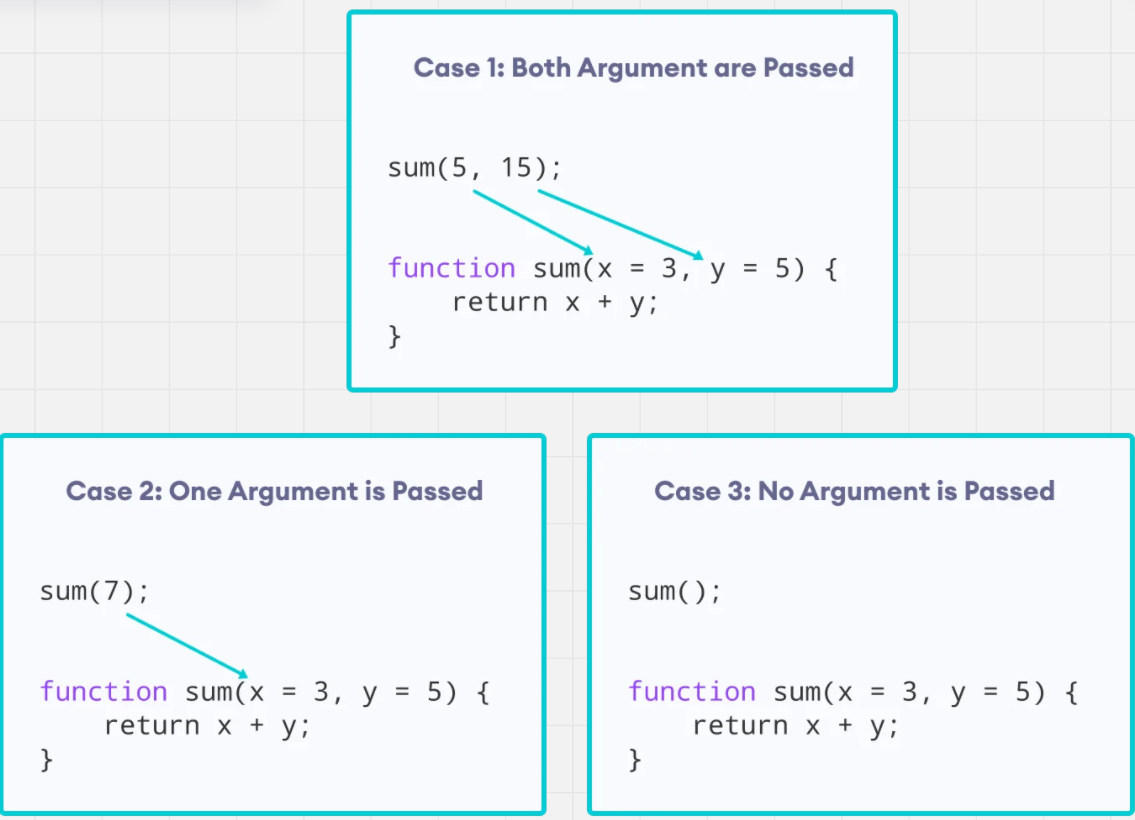 Case 1: Both Argument are Passed
sum(5, 15);
function sum(x = 3, y = 5) {
    return x + y;
}
Case 2: One Argument is Passed
sum(7);
function sum(x = 3, y = 5) {
    return x + y;
}
Case 3: No Argument is Passed
sum();
function sum(x = 3, y = 5) {
    return x + y;
}